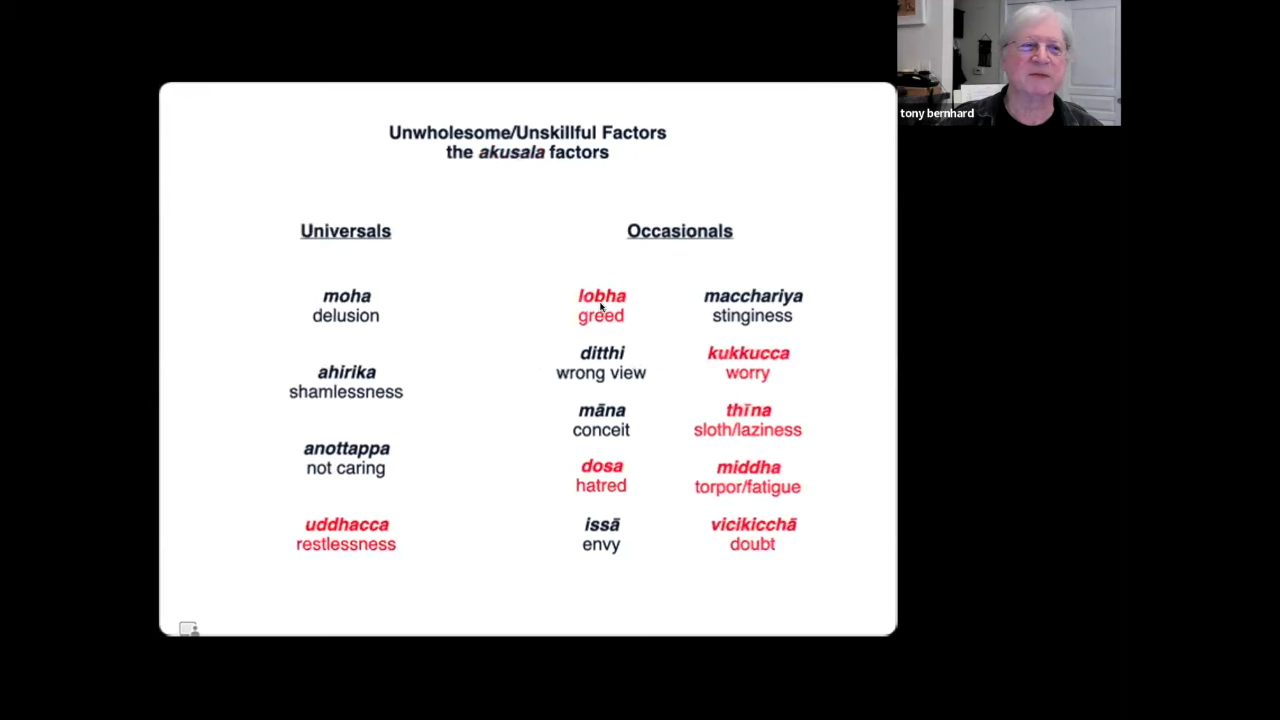 tony bernhard
Unwholesome/Unskillful Factors
the akusala factors
Universals
moha
delusion
ahirika
shamlessness
anottappa
not caring
uddhacca
restlessness
Occasionals
lobha
greed
ditthi
wrong view
māna
conceit
dosa
hatred
issā
envy
macchariya
stinginess
kukkucca
worry
thīna
sloth/laziness
middha
torpor/fatigue
vicikicchā
doubt